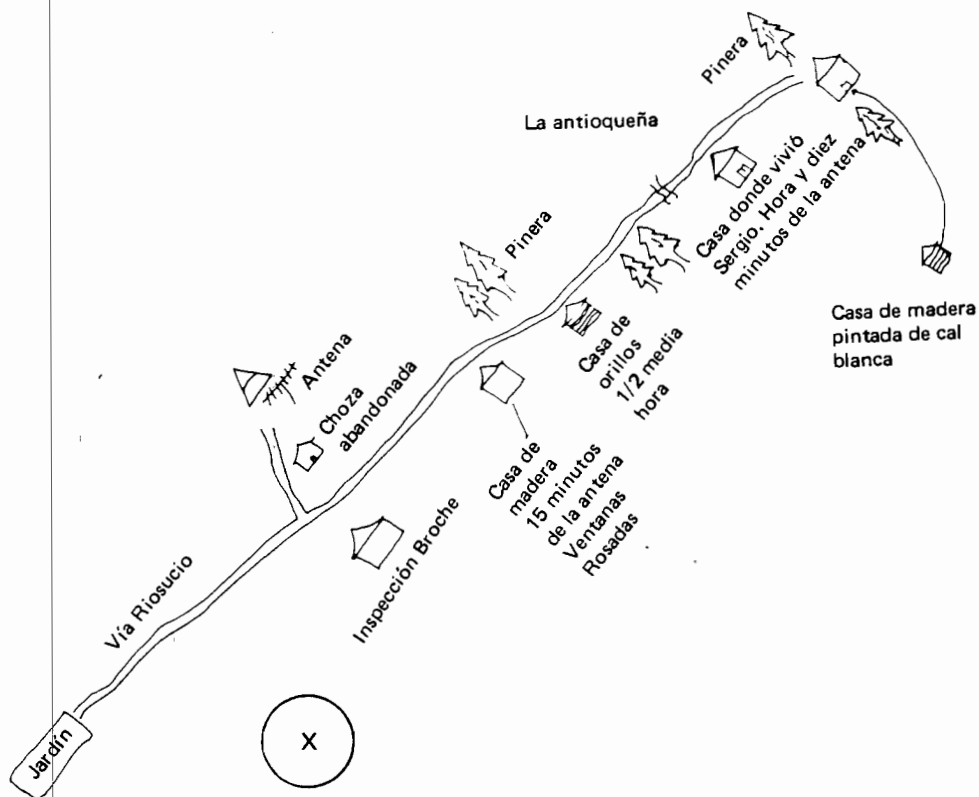 Pinera
La antioqueña
Casa donde vivió
Sergio. Hora y diez
minutos de la antena
Pinera
Casa de madera
pintada de cal
blanca
Casa de
orillos
1/2 media
hora
Antena
Choza
abandonada
Casa de
madera
15 minutos
de la antena
Ventanas
Rosadas
Inspección Broche
Vía Riosucio
Jardín
X